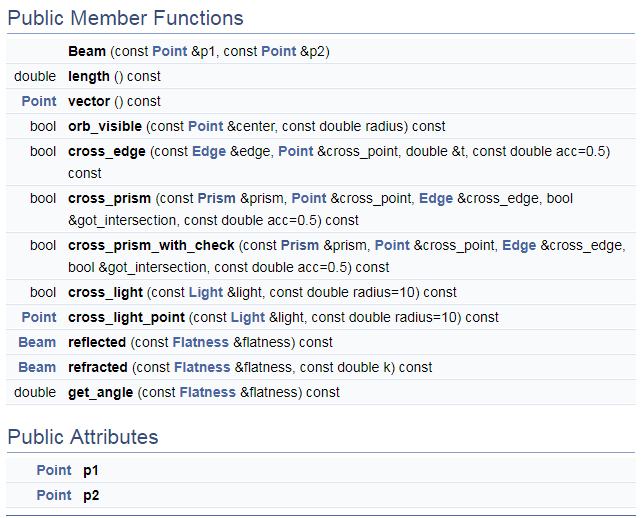 Public Member Functions
Beam (const Point &p1, const Point &p2)
double length () const
Point vector () const
bool orb_visible (const Point &center, const double radius) const
bool cross_edge (const Edge &edge, Point &cross_point, double &t, const double acc=0.5)
const
bool cross_prism (const Prism &prism, Point &cross_point, Edge &cross_edge, bool
&got_intersection, const double acc=0.5) const
bool cross_prism_with_check (const Prism &prism, Point &cross_point, Edge &cross_edge,
bool &got_intersection, const double acc=0.5) const
bool cross_light (const Light &light, const double radius=10) const
Point cross_light_point (const Light &light, const double radius=10) const
Beam reflected (const Flatness &flatness) const
Beam refracted (const Flatness &flatness, const double k) const
double get_angle (const Flatness &flatness) const
Public Attributes
Point p1
Point p2